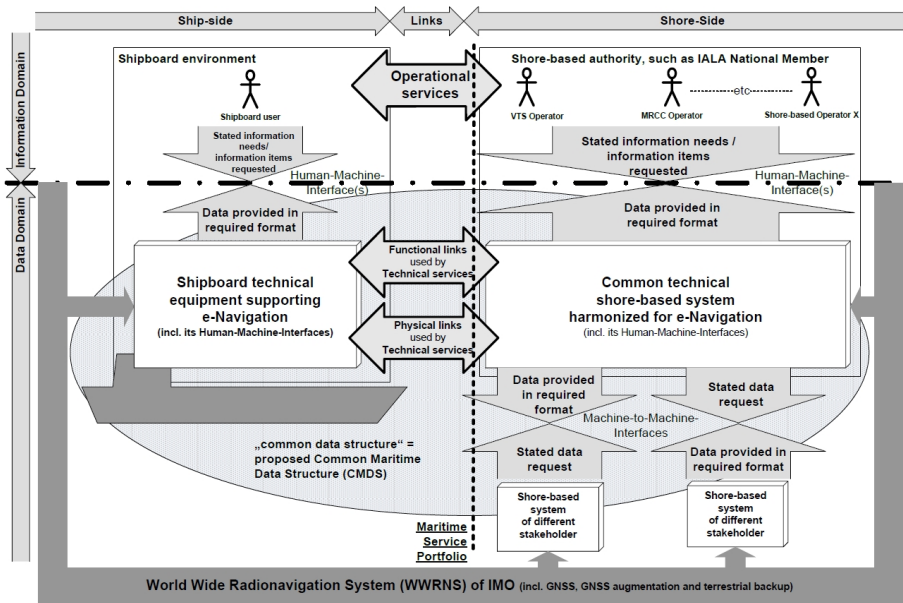 Ship-side
Links
Shore-Side
Information Domain
Data Domain
Shipboard environment
Shipboard user
Operational
services
Shore-based authority, such as IALA National Member
VTS Operator
MRCC Operator
etc
Shore-based Operator X
Stated information
needs/
information items
requested
Human-Machine-
Interface(s)
Data provided in
required format
Stated information needs /
information items
requested
Human-Machine-
Interface(s)
Data provided in
required format
Shipboard technical
equipment supporting
e-Navigation
(incl. its Human-Machine-Interfaces)
Functional links
used by
Technical services
Physical links
used by
Technical services
Common technical
shore-based system
harmonized for e-Navigation
(incl. its Human-Machine-Interfaces)
Data provided
in required
format
Stated data
request
Machine-to-Machine-
Interfaces
Stated data
request
Data provided in
required format
„common data structure“ =
proposed Common Maritime
Data Structure (CMDS)
Shore-based
system
of different
stakeholder
Shore-based
system
of different
stakeholder
Maritime
Service
Portfolio
World Wide Radionavigation System (WWRNS) of IMO (incl. GNSS, GNSS augmentation and terrestrial backup)